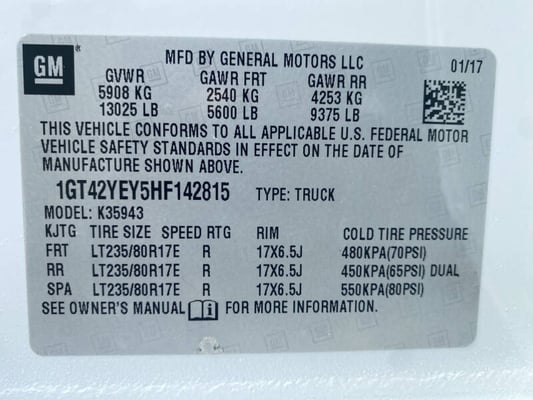 GM MFD BY GENERAL MOTORS LLC 01/17
GVWR GAWR FRT GAWR RR
5908 KG 2540 KG 4253 KG
13025 LB 5600 LB 9375 LB
THIS VEHICLE CONFORMS TO ALL APPLICABLE U.S. FEDERAL MOTOR
VEHICLE SAFETY STANDARDS IN EFFECT ON THE DATE OF
MANUFACTURE SHOWN ABOVE.
1GT42YEY5HF142815 TYPE: TRUCK
MODEL: K35943
KJTG TIRE SIZE SPEED RTG RIM COLD TIRE PRESSURE
FRT LT235/80R17E R 17X6.5J 480KPA(70PSI)
RR LT235/80R17E R 17X6.5J 450KPA(65PSI) DUAL
SPA LT235/80R17E R 17X6.5J 550KPA(80PSI)
SEE OWNER'S MANUAL FOR MORE INFORMATION.